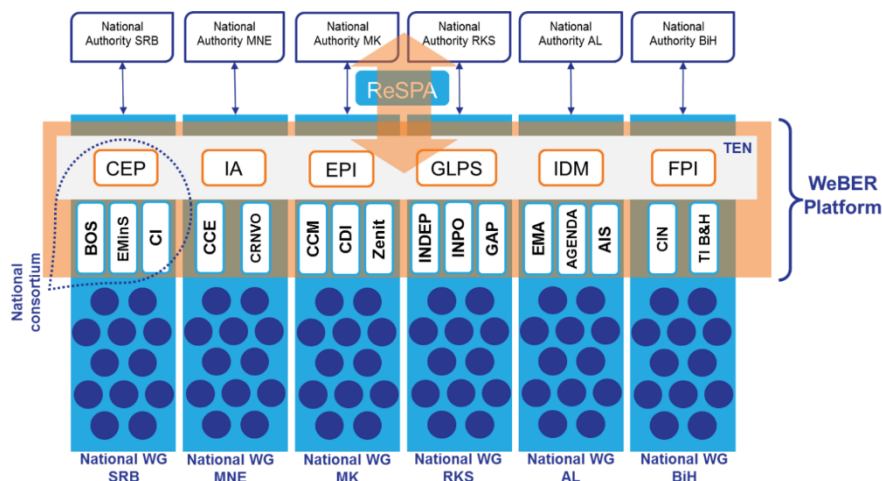 National
Authority SRB
National
Authority MNE
National
Authority MK
National
Authority RKS
National
Authority AL
National
Authority BiH
ReSPA
TEN
CEP
IA
EPI
GLPS
IDM
FPI
WeBER
Platform
BOS
EMinS
CI
CCE
CRNVO
CCM
CDI
Zenit
INDEP
INPO
GAP
EMA
AGENDA
AIS
CIN
TI B&H
National
consortium
National WG
SRB
National WG
MNE
National WG
MK
National WG
RKS
National WG
AL
National WG
BiH